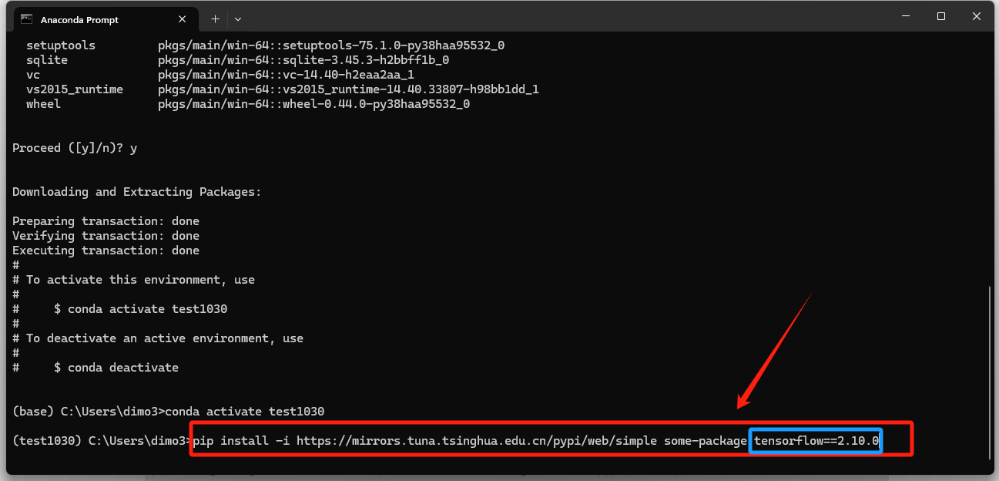 Anaconda Prompt
setuptools pkgs/main/win-64::setuptools-75.1.0-py38haa95532_0
sqlite pkgs/main/win-64::sqlite-3.45.3-h2bbff1b_0
vc pkgs/main/win-64::vc-14.40-h2eaa2aa_1
vs2015_runtime pkgs/main/win-64::vs2015_runtime-14.40.33807-h98bb1dd_1
wheel pkgs/main/win-64::wheel-0.44.0-py38haa95532_0
Proceed ([y]/n)? y
Downloading and Extracting Packages:
Preparing transaction: done
Verifying transaction: done
Executing transaction: done
#
# To activate this environment, use
#
#     $ conda activate test1030
#
# To deactivate an active environment, use
#
#     $ conda deactivate
(base) C:\Users\dimo3>conda activate test1030
(test1030) C:\Users\dimo3>pip install -i https://mirrors.tuna.tsinghua.edu.cn/pypi/web/simple some-package tensorflow==2.10.0